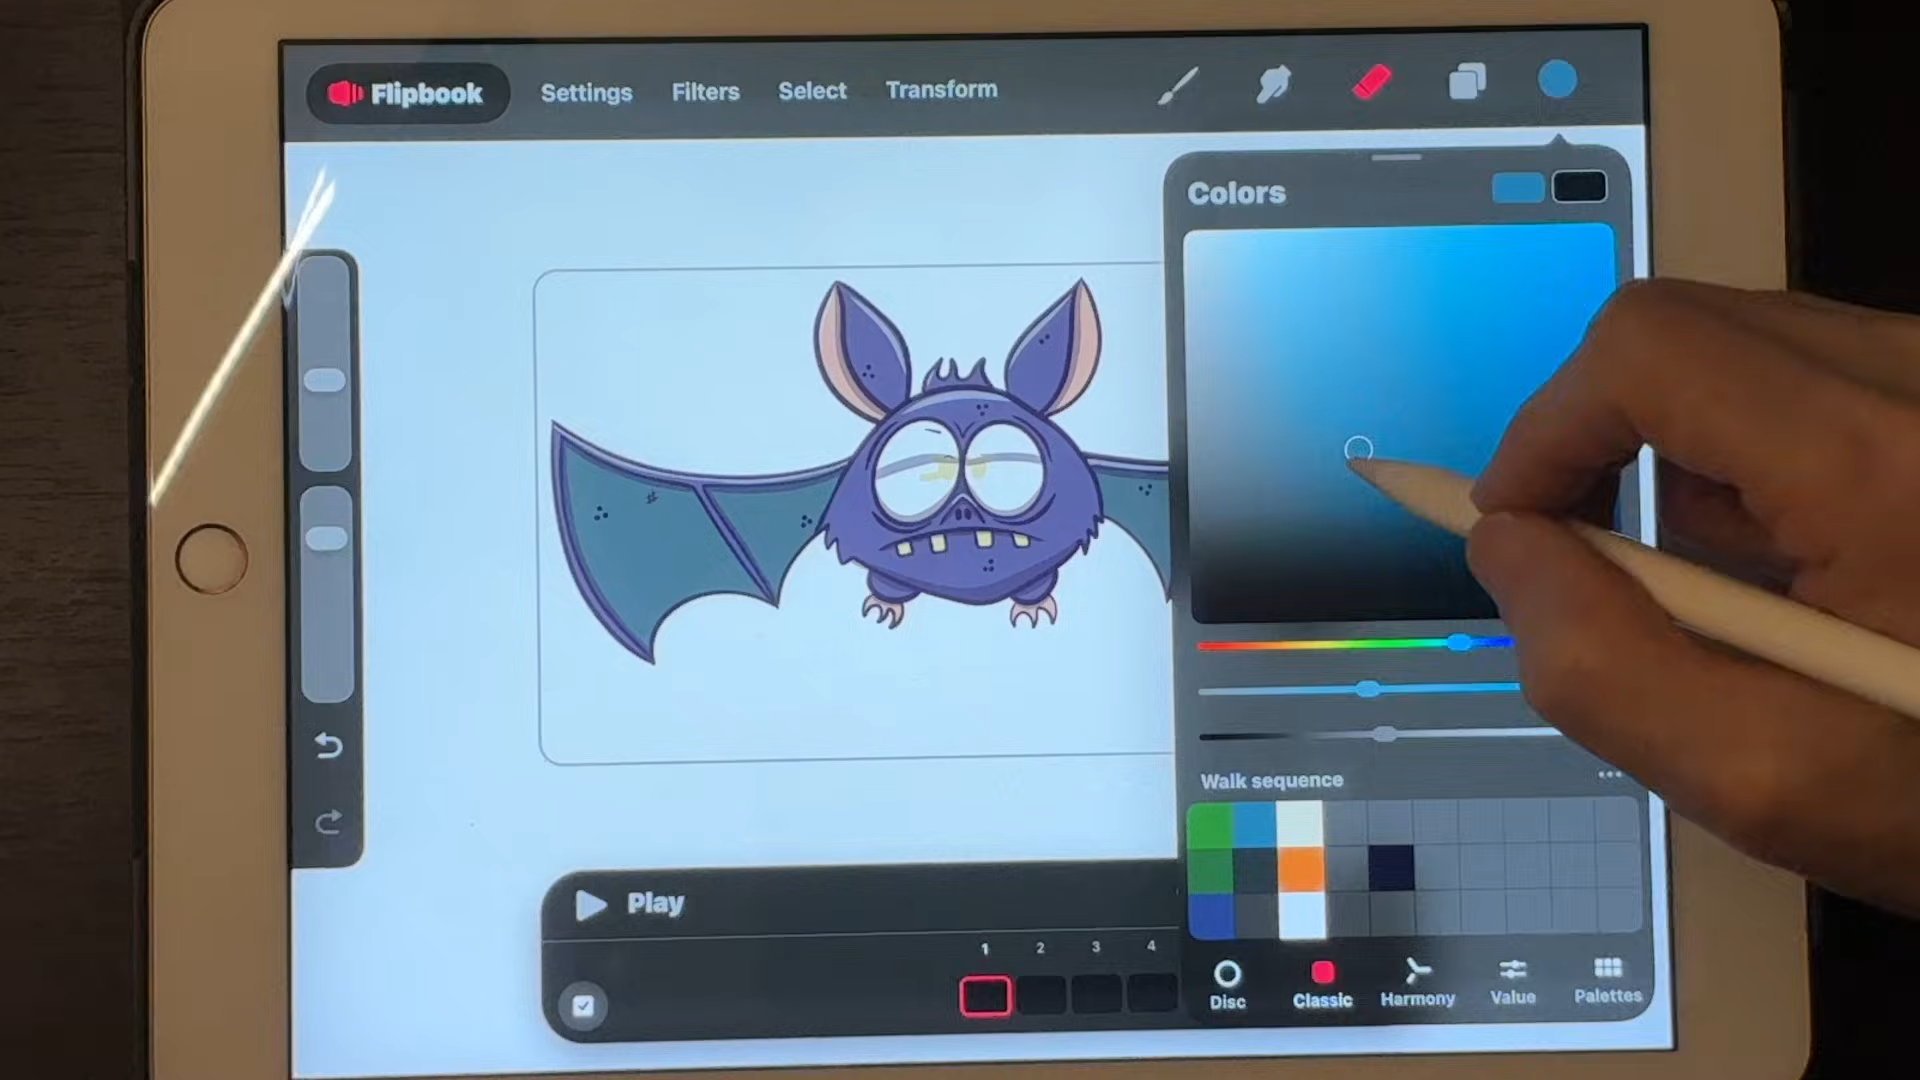 Flipbook Settings Filters Select Transform
Colors
Walk sequence
Play
1 2 3 4
Disc Classic Harmony Value Palettes